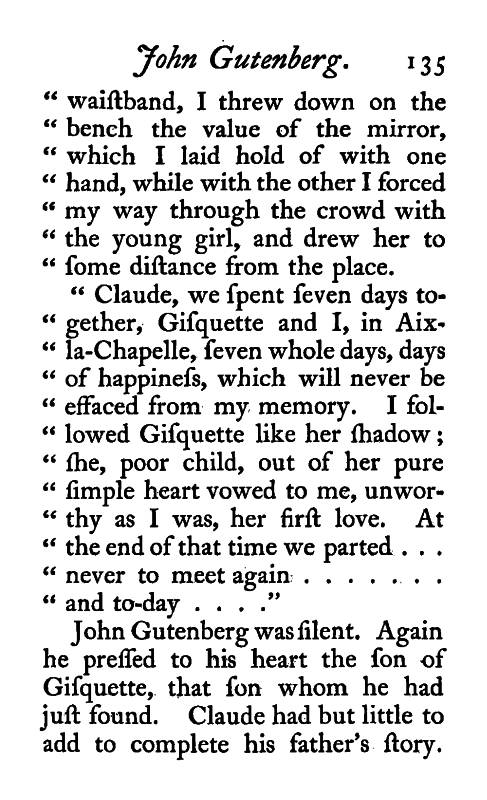 John Gutenberg. 135
“ waiſtband, I threw down on the
“ bench the value of the mirror,
“ which I laid hold of with one
“ hand, while with the other I forced
“ my way through the crowd with
“ the young girl, and drew her to
“ ſome diſtance from the place.
“ Claude, we ſpent ſeven days to-
“ gether, Giſquette and I, in Aix-
“ la-Chapelle, ſeven whole days, days
“ of happineſs, which will never be
“ effaced from my memory. I fol-
“ lowed Giſquette like her ſhadow ;
“ ſhe, poor child, out of her pure
“ ſimple heart vowed to me, unwor-
“ thy as I was, her firſt love. At
“ the end of that time we parted . . .
“ never to meet again . . . . . . .
“ and to-day . . . .”
John Gutenberg was ſilent. Again
he preſſed to his heart the ſon of
Giſquette, that ſon whom he had
juſt found. Claude had but little to
add to complete his father's ſtory.